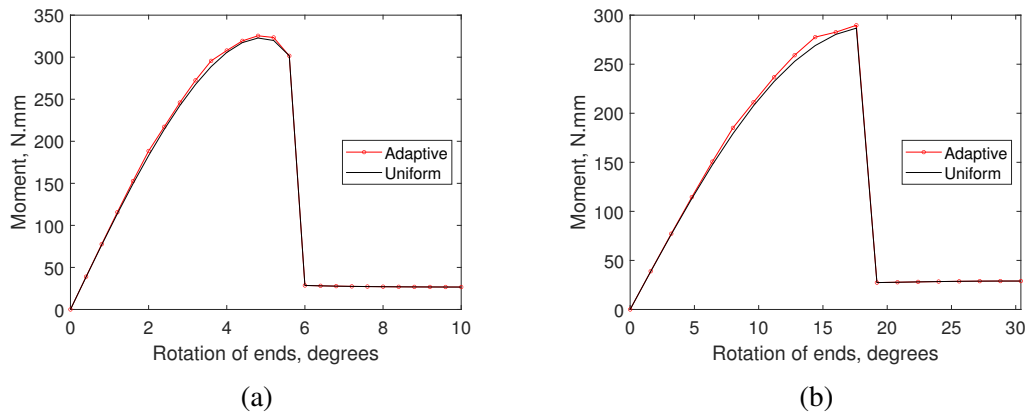 350
300
250
200
150
100
50
0
Moment, N.mm
Adaptive
Uniform
0 2 4 6 8 10
Rotation of ends, degrees
(a)
300
250
200
150
100
50
0
Moment, N.mm
Adaptive
Uniform
0 5 10 15 20 25 30
Rotation of ends, degrees
(b)